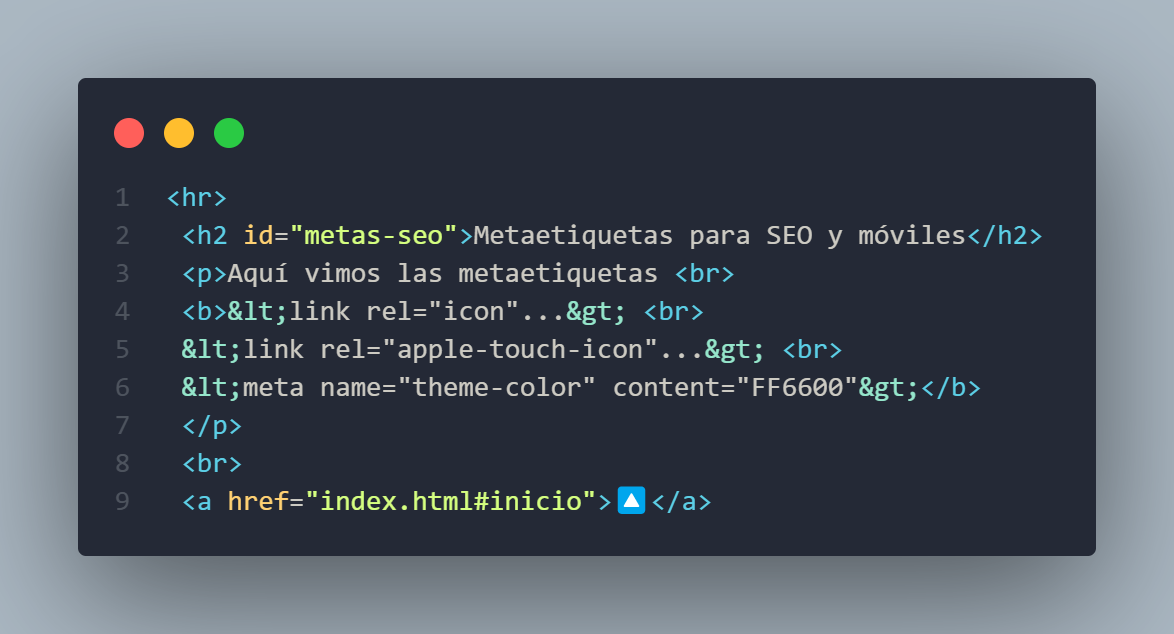 1 <hr>
2 <h2 id="metas-seo">Metaetiquetas para SEO y móviles</h2>
3 <p>Aquí vimos las metaetiquetas <br>
4 <b>&lt;link rel="icon"...&gt; <br>
5 &lt;link rel="apple-touch-icon"...&gt; <br>
6 &lt;meta name="theme-color" content="FF6600"&gt;</b>
7 </p>
8 <br>
9 <a href="index.html#inicio">🔼</a>